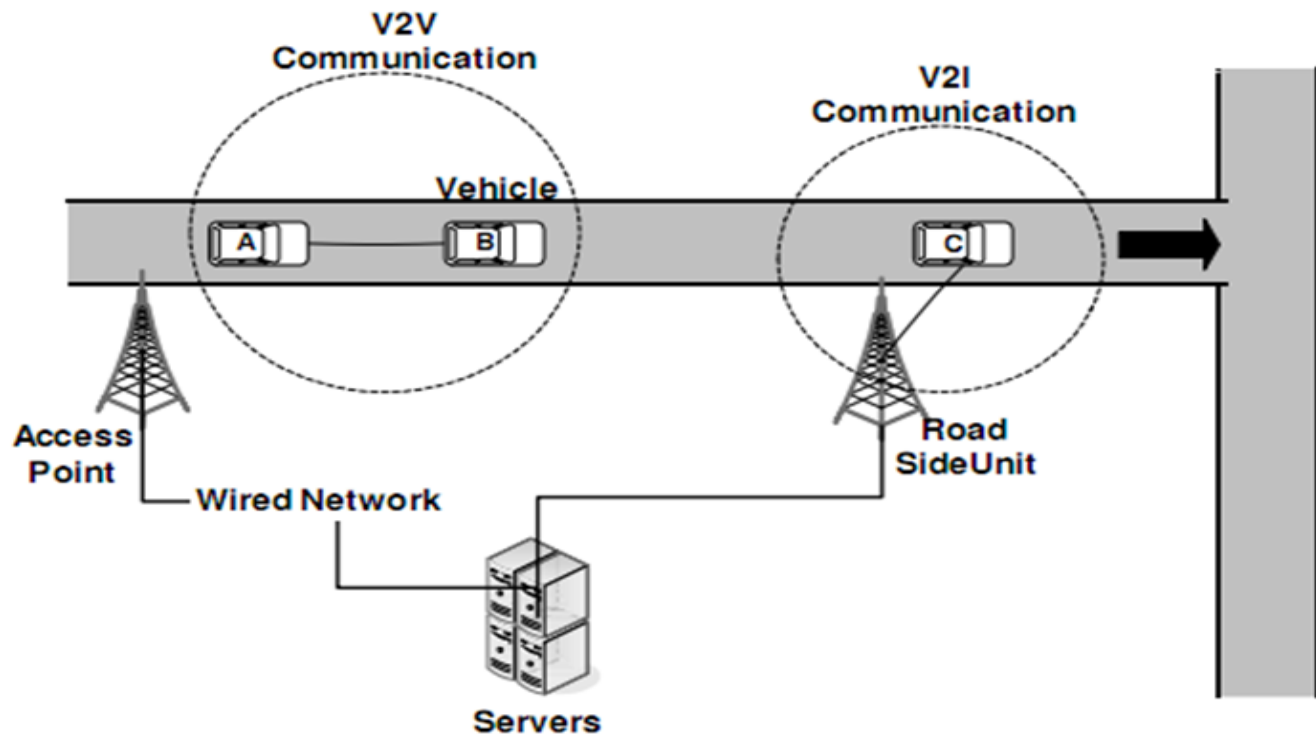 V2V
Communication
V2I
Communication
Vehicle
A
B
C
Access
Point
Road
SideUnit
Wired Network
Servers